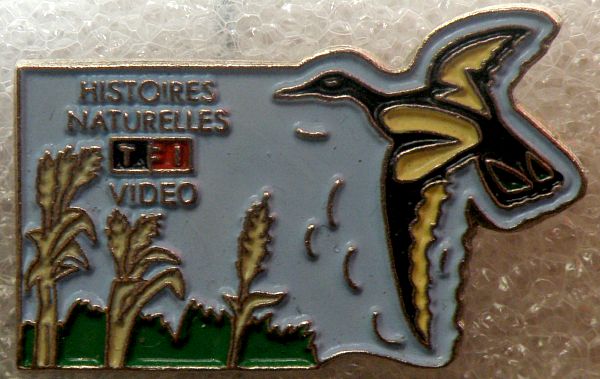 HISTOIRES
NATURELLES
TF1
VIDEO